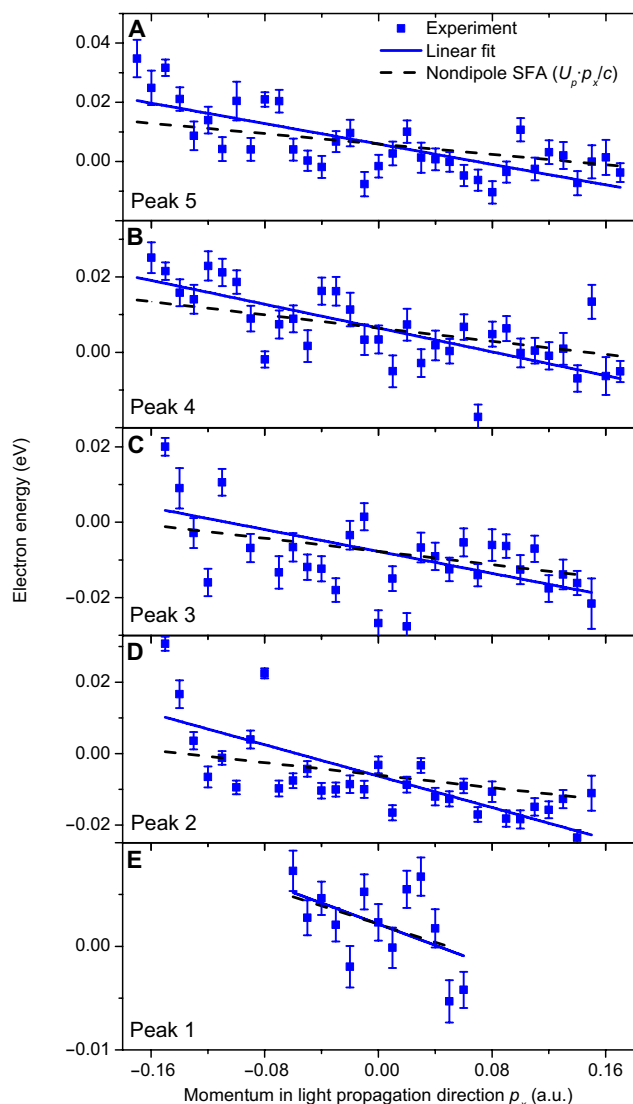 A
Experiment
Linear fit
Nondipole SFA (Uₚ·pₓ/c)
0.04
0.02
0.00
Peak 5
B
0.02
0.00
Peak 4
C
0.02
0.00
−0.02
Peak 3
D
0.02
0.00
−0.02
Peak 2
E
0.00
−0.01
Peak 1
Electron energy (eV)
−0.16 −0.08 0.00 0.08 0.16
Momentum in light propagation direction pₓ (a.u.)